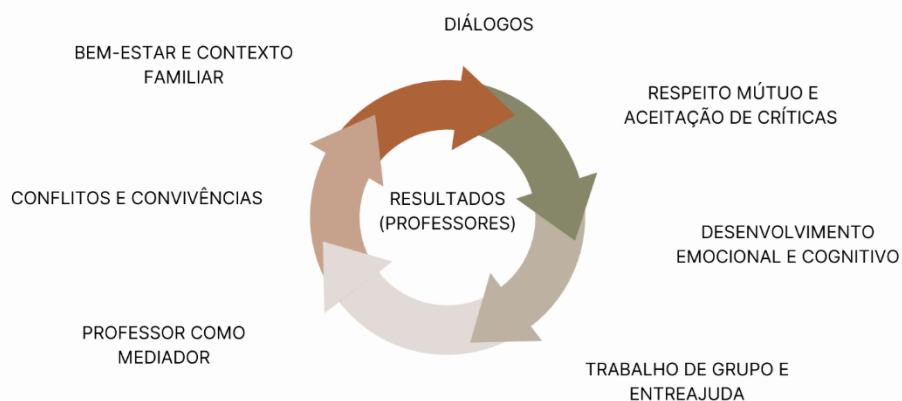 DIÁLOGOS
BEM-ESTAR E CONTEXTO
FAMILIAR
RESPEITO MÚTUO E
ACEITAÇÃO DE CRÍTICAS
CONFLITOS E CONVIVÊNCIAS
RESULTADOS
(PROFESSORES)
DESENVOLVIMENTO
EMOCIONAL E COGNITIVO
PROFESSOR COMO
MEDIADOR
TRABALHO DE GRUPO E
ENTREAJUDA